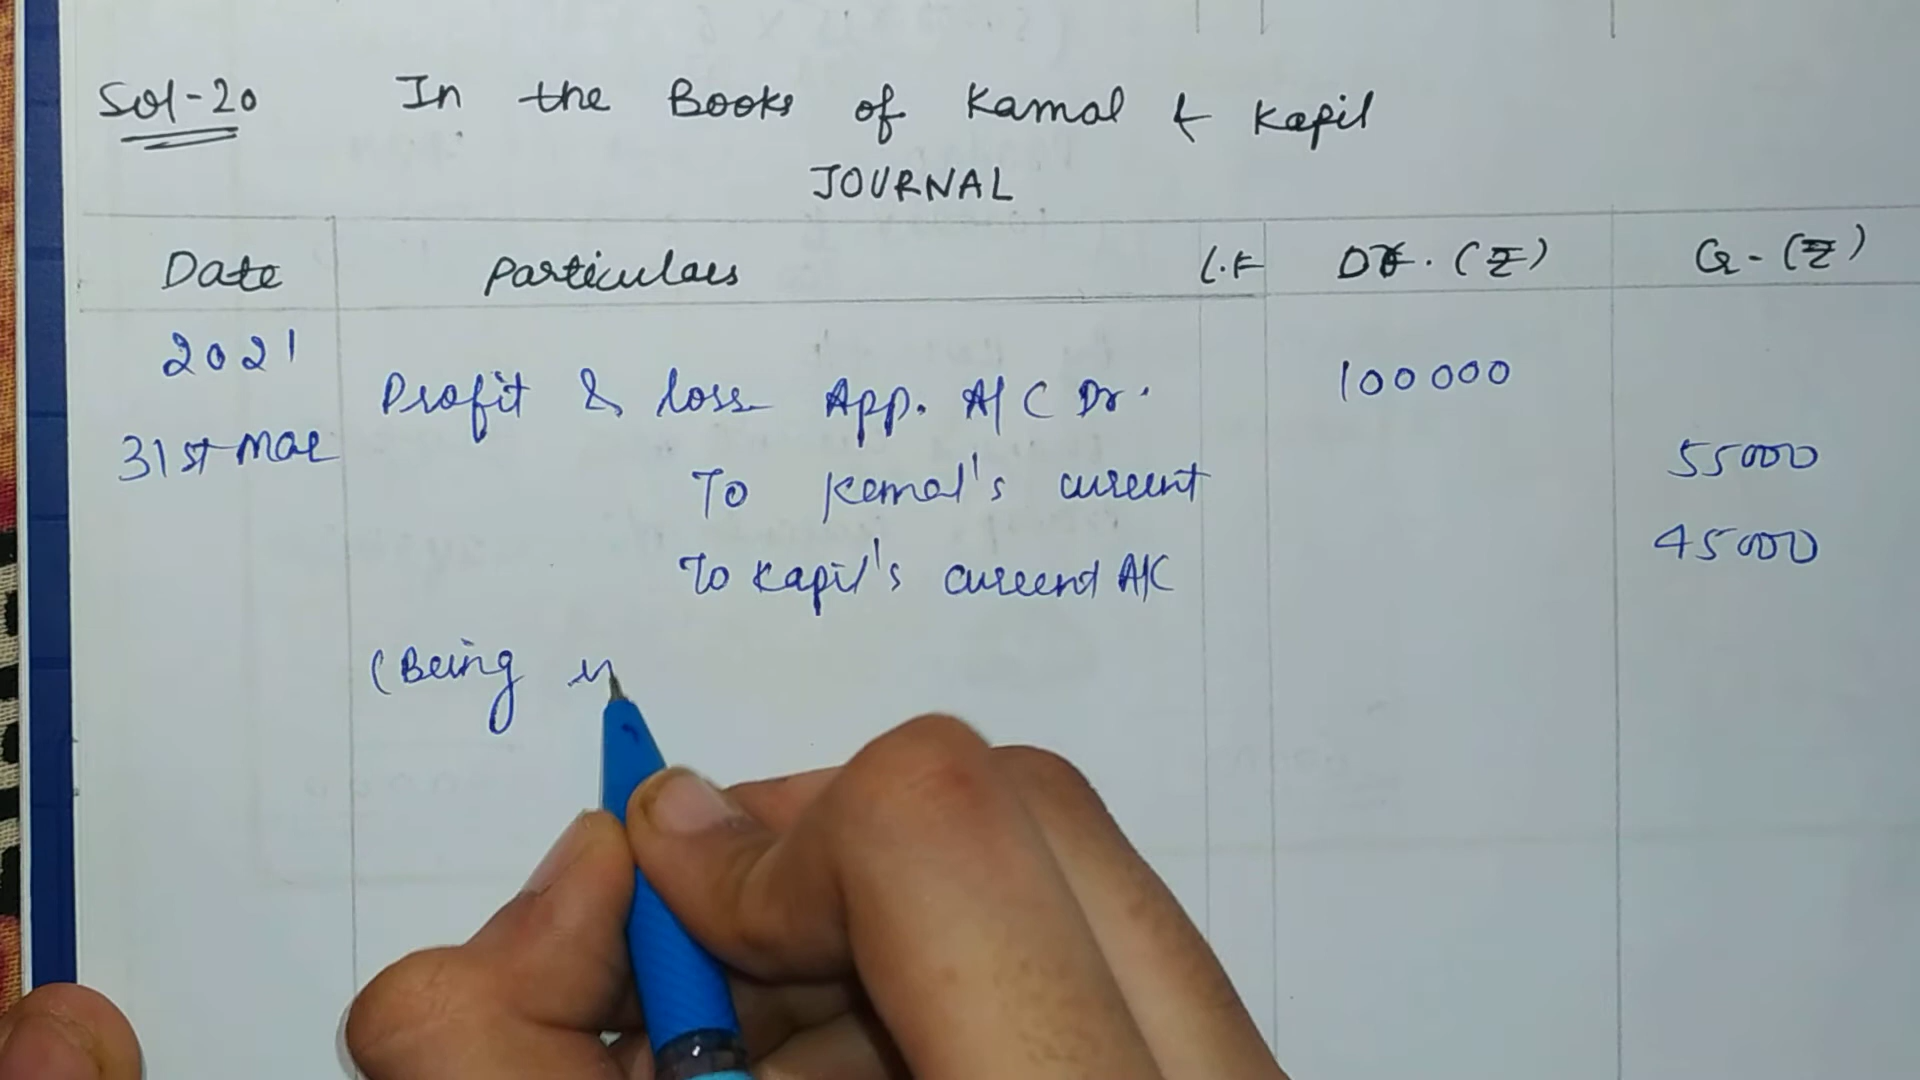 Sol-20 In the Books of Kamal & Kapil
JOURNAL
Date Particulars L.F Dr. (₹) Cr. (₹)
2021
31st Mar Profit & loss App. A/C Dr. 100000
To Kamal's current 55000
To Kapil's current A/C 45000
(Being